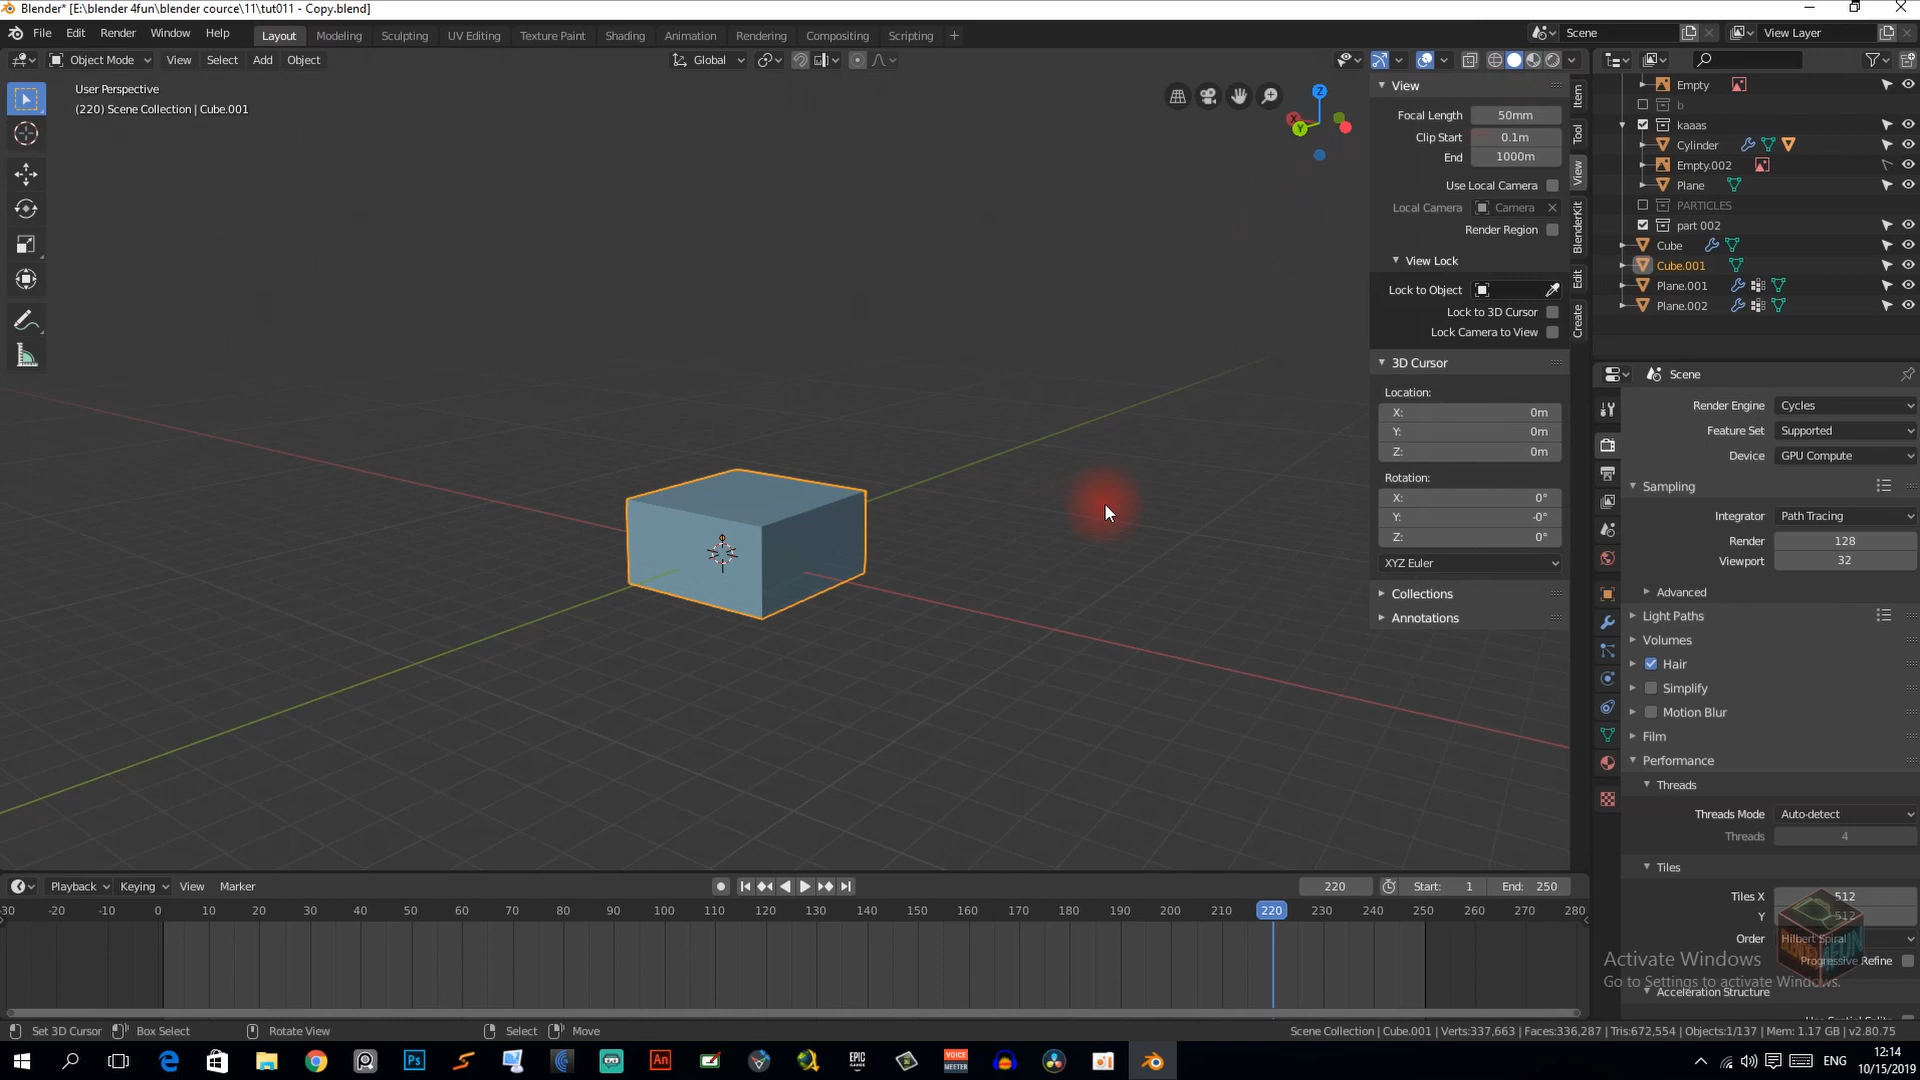 Blender* [E:\blender 4fun\blender cource\11\tut011 - Copy.blend]
File Edit Render Window Help Layout Modeling Sculpting UV Editing Texture Paint Shading Animation Rendering Compositing Scripting + Scene View Layer
Object Mode View Select Add Object Global
User Perspective
(220) Scene Collection | Cube.001
X Y Z
View
Focal Length 50mm
Clip Start 0.1m
End 1000m
Use Local Camera
Local Camera Camera
Render Region
View Lock
Lock to Object
Lock to 3D Cursor
Lock Camera to View
3D Cursor
Location:
X: 0m
Y: 0m
Z: 0m
Rotation:
X: 0°
Y: -0°
Z: 0°
XYZ Euler
Collections
Annotations
Item
Tool
View
BlenderKit
Edit
Create
Empty
b
kaaas
Cylinder
Empty.002
Plane
PARTICLES
part 002
Cube
Cube.001
Plane.001
Plane.002
Scene
Render Engine Cycles
Feature Set Supported
Device GPU Compute
Sampling
Integrator Path Tracing
Render 128
Viewport 32
Advanced
Light Paths
Volumes
Hair
Simplify
Motion Blur
Film
Performance
Threads
Threads Mode Auto-detect
Threads 4
Tiles
Tiles X 512
Y 512
Order Hilbert Spiral
Progressive Refine
Acceleration Structure
Activate Windows
Go to Settings to activate Windows.
Playback Keying View Marker 220 Start: 1 End: 250
-30 -20 -10 0 10 20 30 40 50 60 70 80 90 100 110 120 130 140 150 160 170 180 190 200 210 220 230 240 250 260 270 280
Set 3D Cursor Box Select Rotate View Select Move Scene Collection | Cube.001 | Verts:337,663 | Faces:336,287 | Tris:672,554 | Objects:1/137 | Mem: 1.17 GB | v2.80.75
Ps An EPIC GAMES VOICE MEETER ENG
12:14
10/15/2019